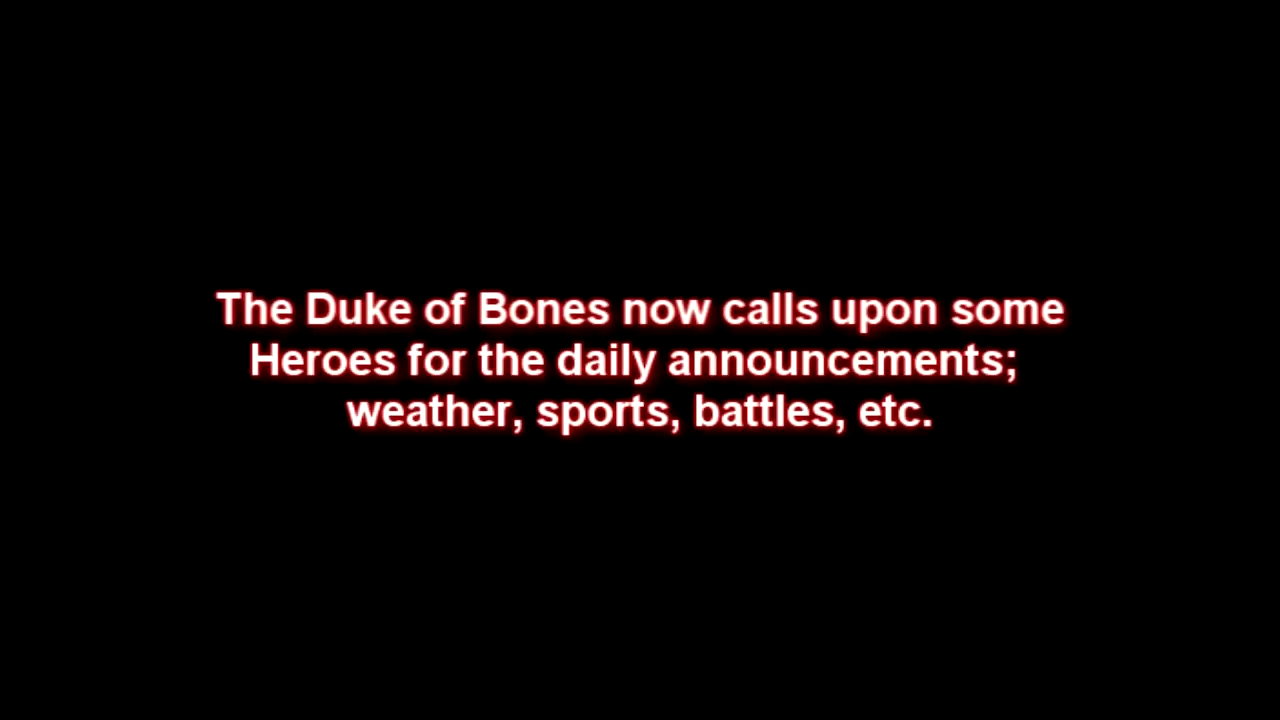 The Duke of Bones now calls upon some
Heroes for the daily announcements;
weather, sports, battles, etc.